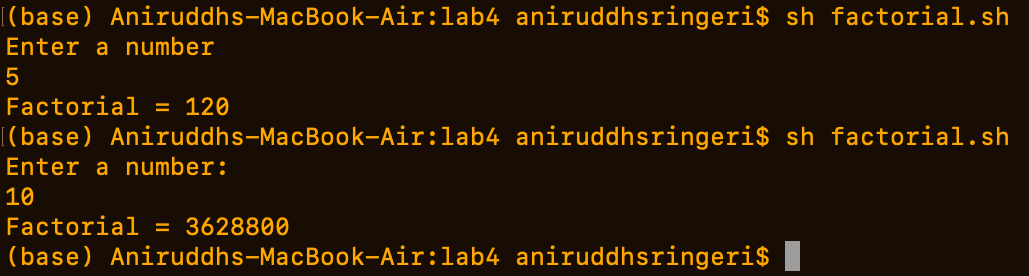 (base) Aniruddhs-MacBook-Air:lab4 aniruddhsringeri$ sh factorial.sh
Enter a number
5
Factorial = 120
(base) Aniruddhs-MacBook-Air:lab4 aniruddhsringeri$ sh factorial.sh
Enter a number:
10
Factorial = 3628800
(base) Aniruddhs-MacBook-Air:lab4 aniruddhsringeri$